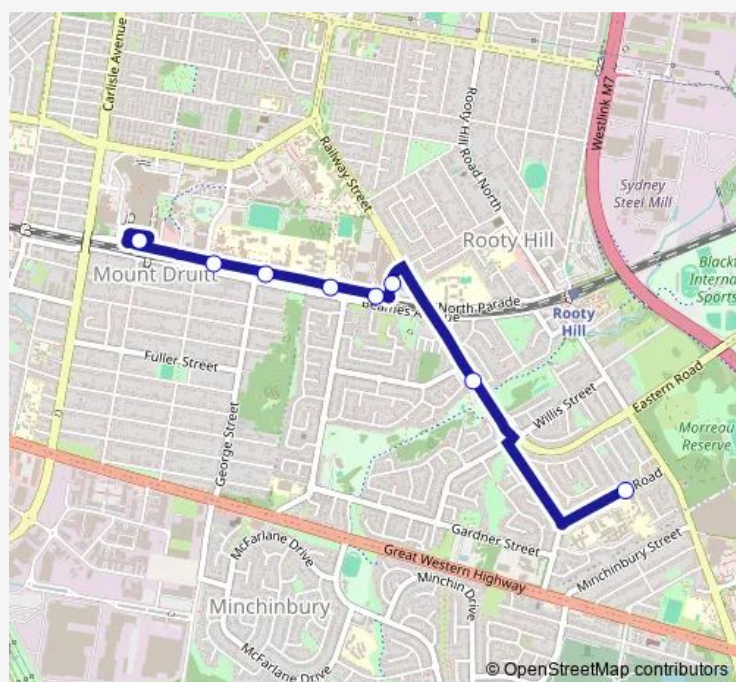 Carlisle Avenue
Westlink M7
Rooty Hill Road North
Railway Street
Sydney
Steel Mill
Rooty Hill
Mount Druitt
North Parade
Rooty
Hill
Fuller Street
George Street
Willis Street
Eastern Road
Morreau
Reserve
Road
Gardner Street
Great Western Highway
Minchinbury Street
McFarlane Drive
Minchin Drive
Minchinbury
McFarlane Drive
© OpenStreetMap contributors